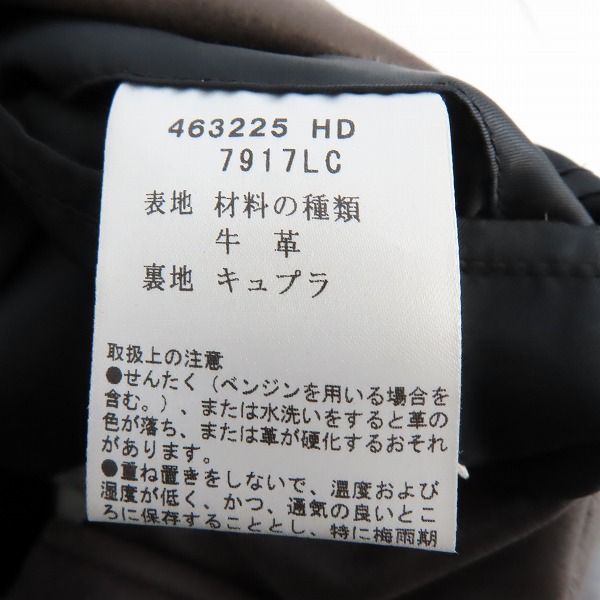 463225 HD
7917LC
表地 材料の種類
牛 革
裏地 キュプラ
取扱上の注意
●せんたく（ベンジンを用いる場合を
含む。）、または水洗いをすると革の
色が落ち、または革が硬化するおそれ
があります。
●重ね置きをしないで、温度および
湿度が低く、かつ、通気の良いとこ
ろに保存することとし、特に梅雨期